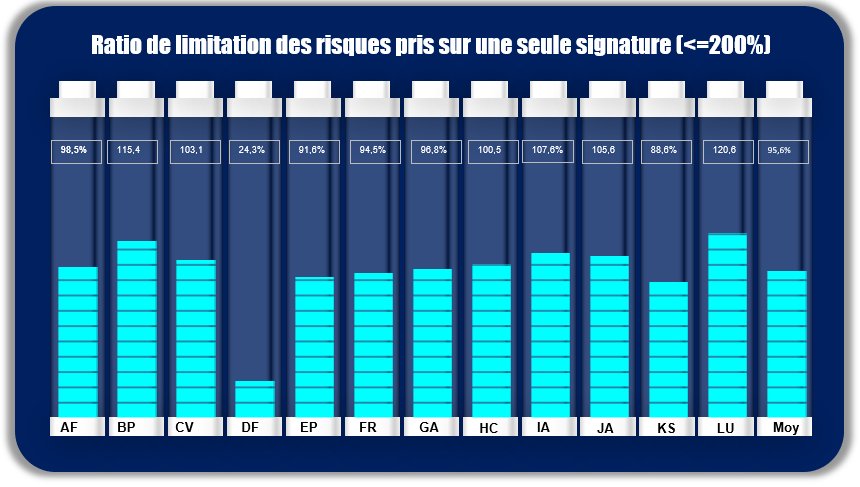 Ratio de limitation des risques pris sur une seule signature (<=200%)
98,5% 115,4 103,1 24,3% 91,6% 94,5% 96,8% 100,5 107,6% 105,6 88,6% 120,6 95,6%
AF BP CV DF EP FR GA HC IA JA KS LU Moy